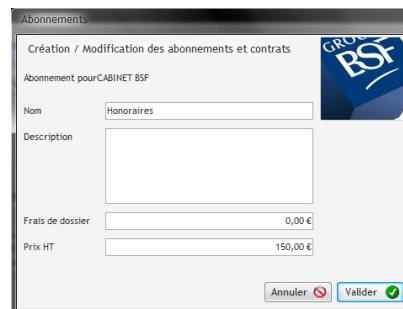 Abonnements
Création / Modification des abonnements et contrats
GRO
BSF
Abonnement pourCABINET BSF
Nom Honoraires
Description
Frais de dossier 0,00 €
Prix HT 150,00 €
Annuler Valider